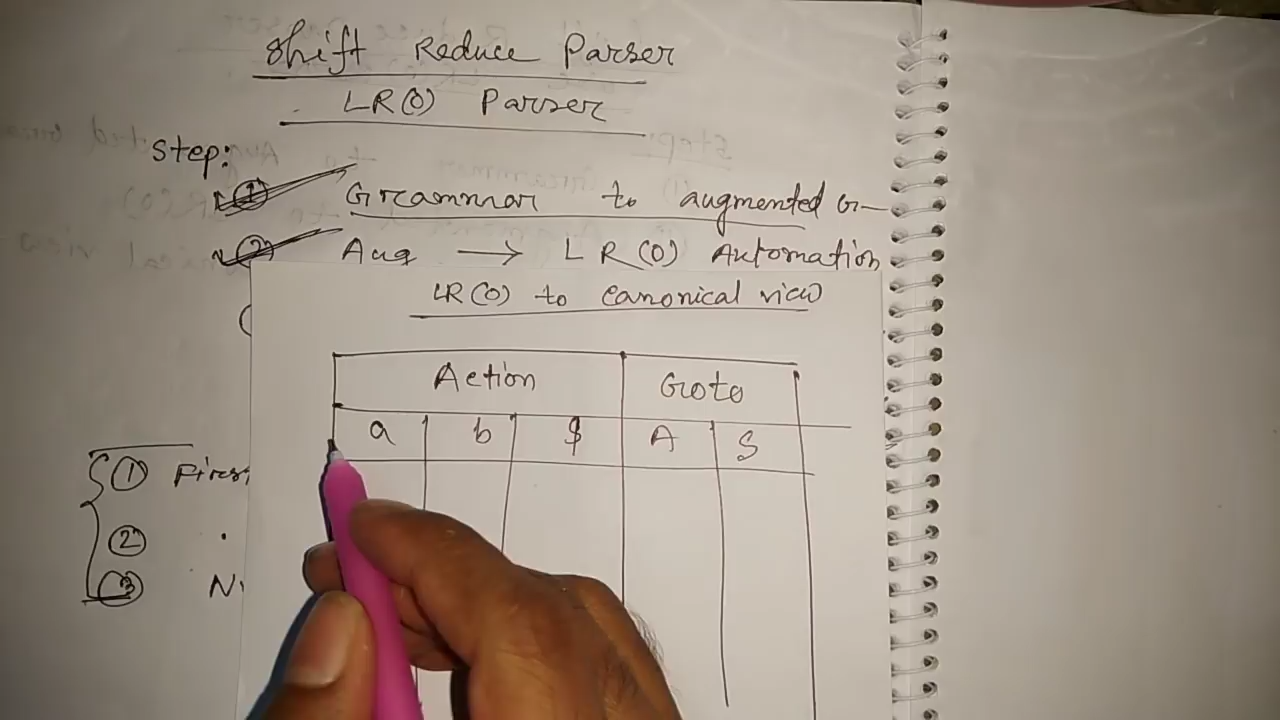 Shift Reduce Parser
LR(0) Parser
Step:
① Grammar to augmented G—
② Aug → LR(0) Automation
LR(0) to canonical view
Action Goto
a b $ A S
① First
②
③